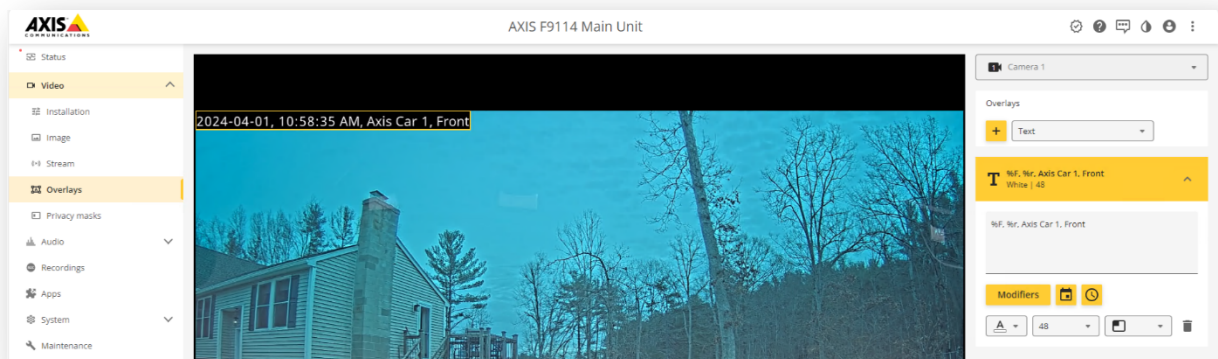 AXIS
COMMUNICATIONS
AXIS F9114 Main Unit
Status
Video
Installation
Image
Stream
Overlays
Privacy masks
Audio
Recordings
Apps
System
Maintenance
2024-04-01, 10:58:35 AM, Axis Car 1, Front
1
Camera 1
Overlays
+
Text
T
%F, %r, Axis Car 1, Front
White | 48
%F, %r, Axis Car 1, Front
Modifiers
A
48